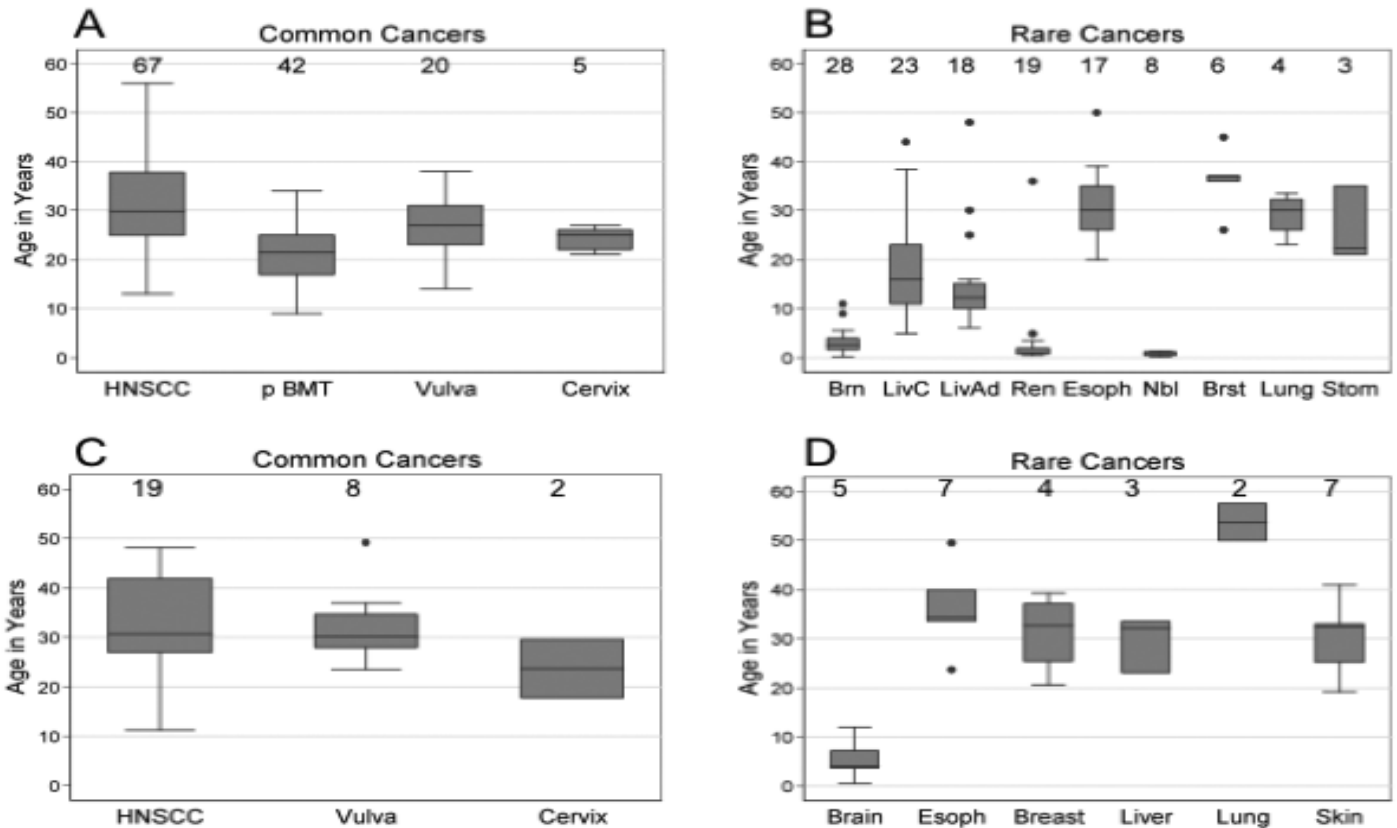 A
Common Cancers
67 42 20 5
60
50
40
30
20
10
0
Age in Years
HNSCC p BMT Vulva Cervix
B
Rare Cancers
28 23 18 19 17 8 6 4 3
60
50
40
30
20
10
0
Age in Years
Brn LivC LivAd Ren Esoph Nbl Brst Lung Stom
C
Common Cancers
19 8 2
60
50
40
30
20
10
0
Age in Years
HNSCC Vulva Cervix
D
Rare Cancers
5 7 4 3 2 7
60
50
40
30
20
10
0
Age in Years
Brain Esoph Breast Liver Lung Skin